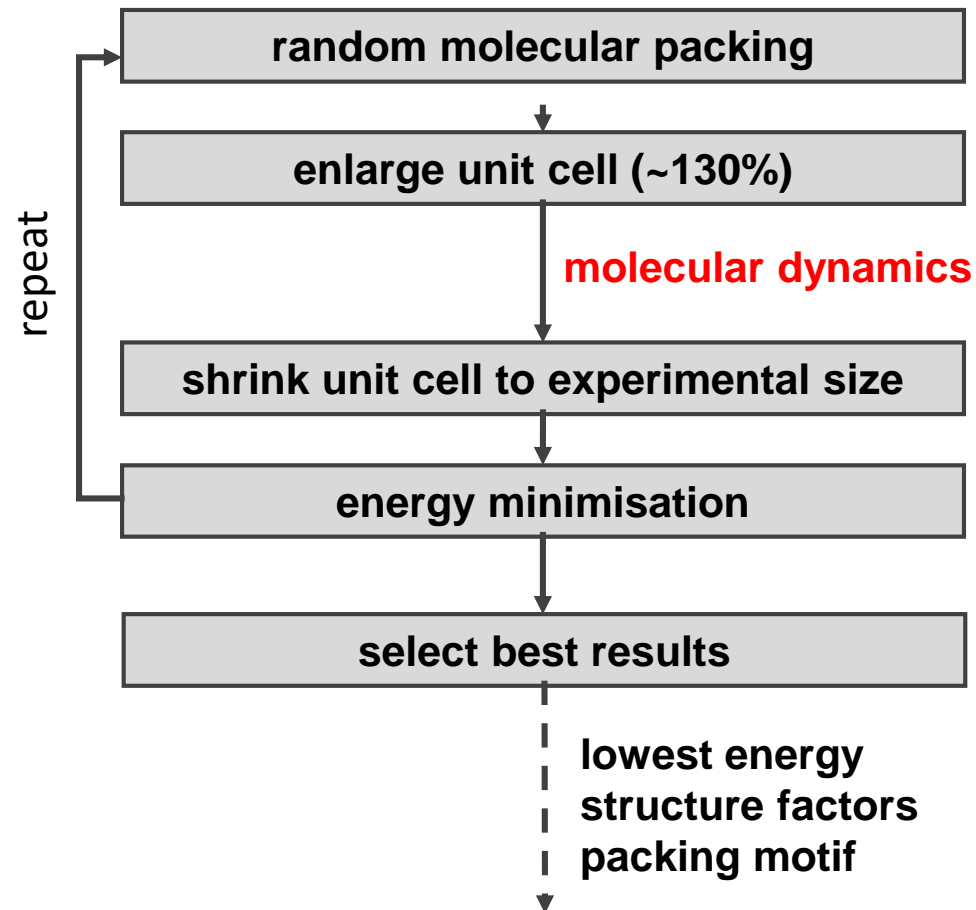 random molecular packing
enlarge unit cell (~130%)
repeat
molecular dynamics
shrink unit cell to experimental size
energy minimisation
select best results
lowest energy
structure factors
packing motif